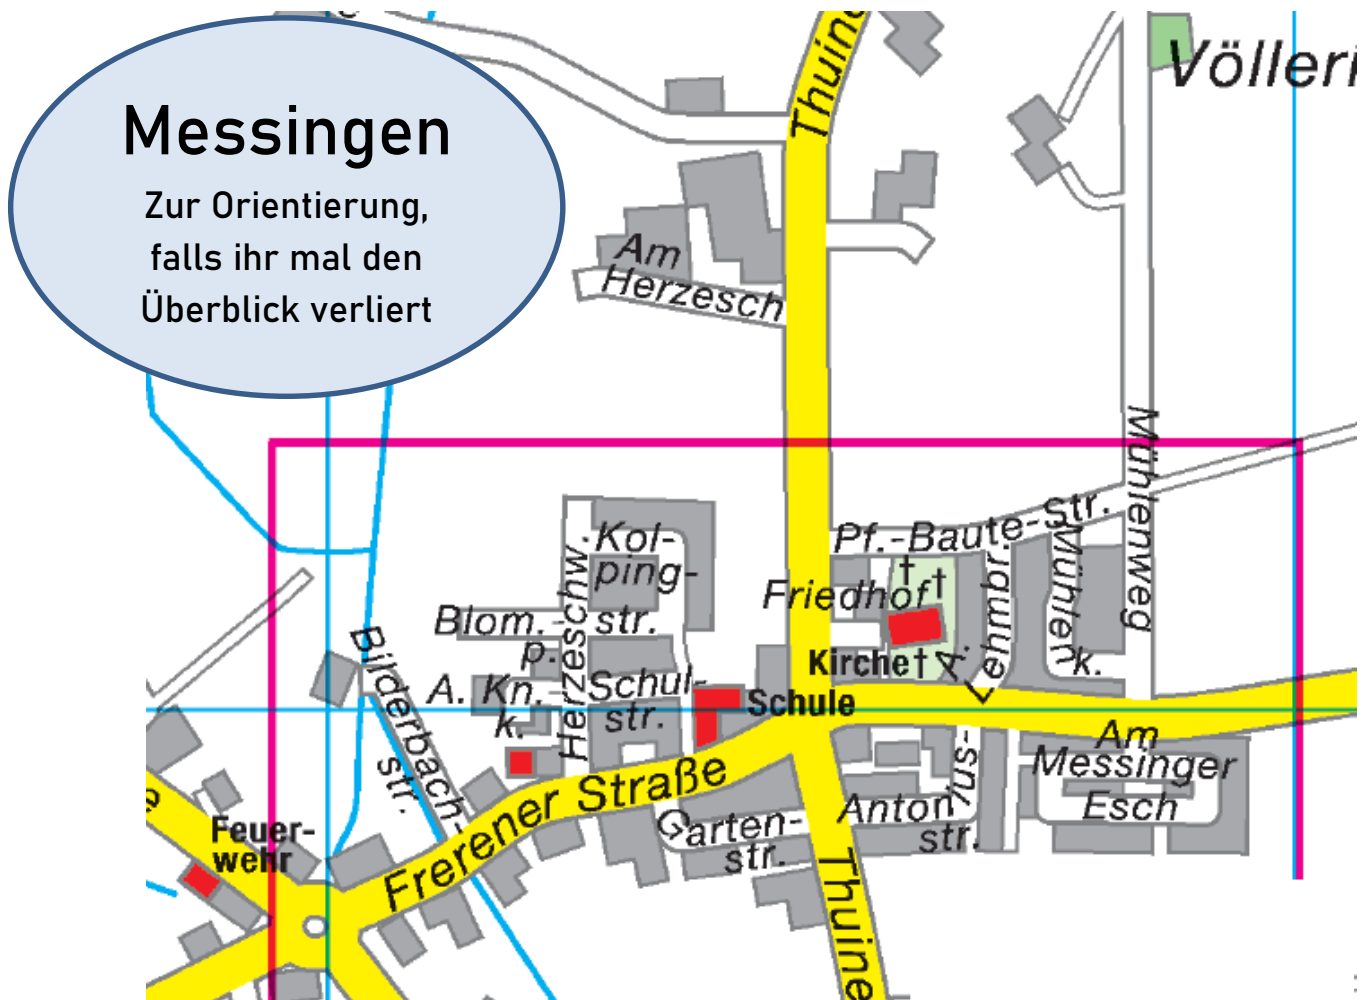 Messingen
Zur Orientierung,
falls ihr mal den
Überblick verliert
Thuine
Völleri
Am
Herzesch
Mühlenweg
Pf.-Baute-Str.
Kol-
ping-
str.
Herzeschw.
Friedhof
Kirche
A.
Lehmbr.
Mühlen
k.
Blom.-
p.
Bilderbach-
str.
A. Kn.-
k.
Schul-
str.
Schule
Am
Messinger
Esch
Frerener Straße
Garten-
str.
Antonius-
str.
Feuer-
wehr
Thuine